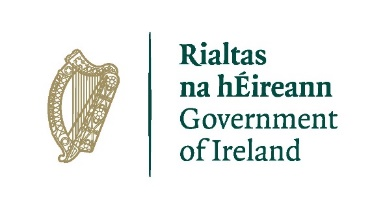 Rialtas
na hÉireann
Government
of Ireland